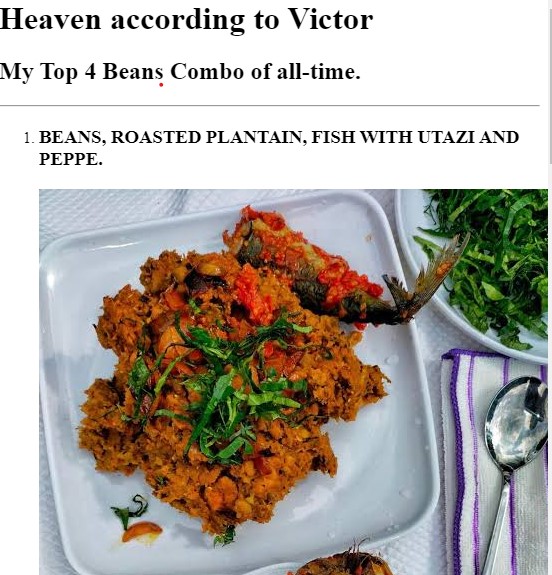 Heaven according to Victor
My Top 4 Beans Combo of all-time.
1. BEANS, ROASTED PLANTAIN, FISH WITH UTAZI AND
PEPPE.